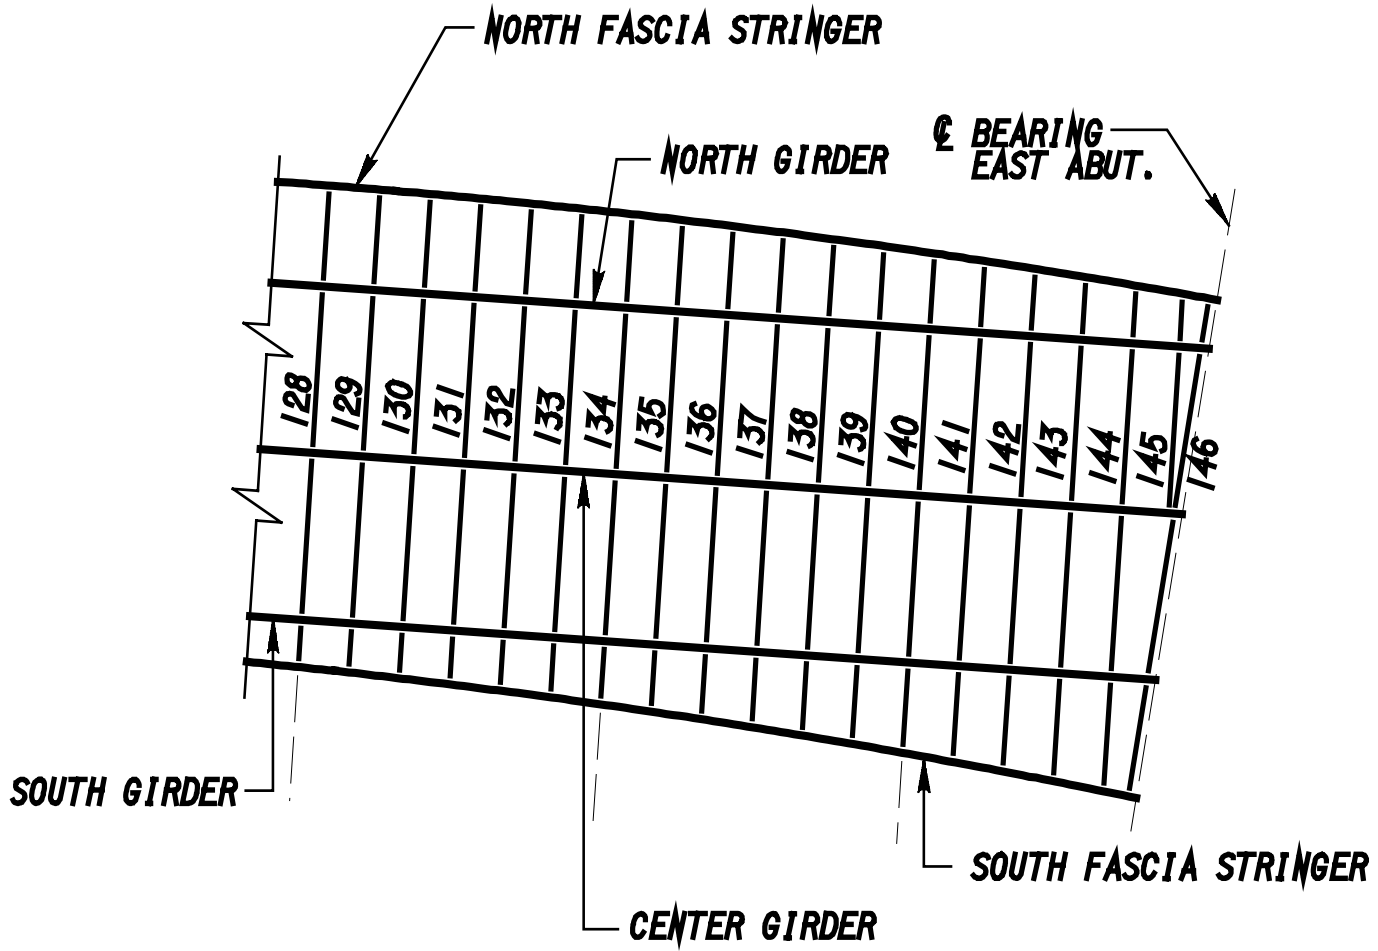 NORTH FASCIA STRINGER
℄ BEARING
EAST ABUT.
NORTH GIRDER
128
129
130
131
132
133
134
135
136
137
138
139
140
141
142
143
144
145
146
SOUTH GIRDER
SOUTH FASCIA STRINGER
CENTER GIRDER